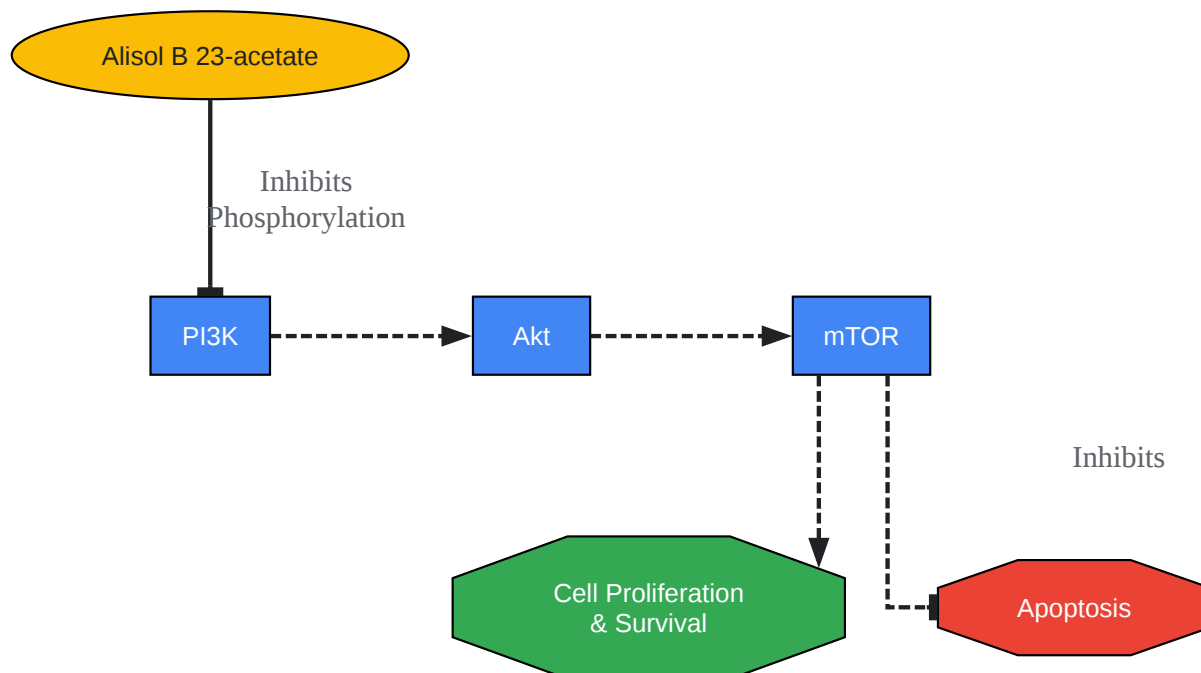 Alisol B 23-acetate
Inhibits
Phosphorylation
PI3K
Akt
mTOR
Inhibits
Cell Proliferation
& Survival
Apoptosis